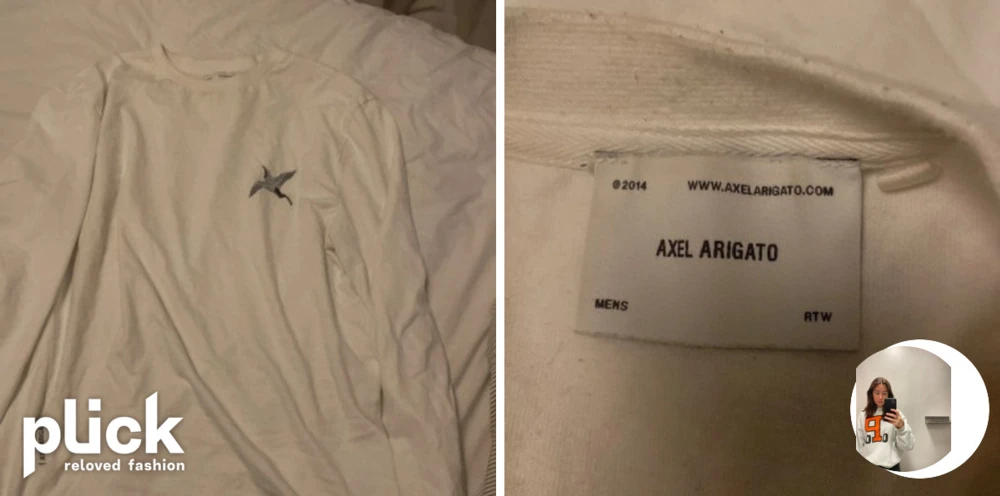 plick
reloved fashion
©2014 WWW.AXELARIGATO.COM
AXEL ARIGATO
MENS
RTW
P